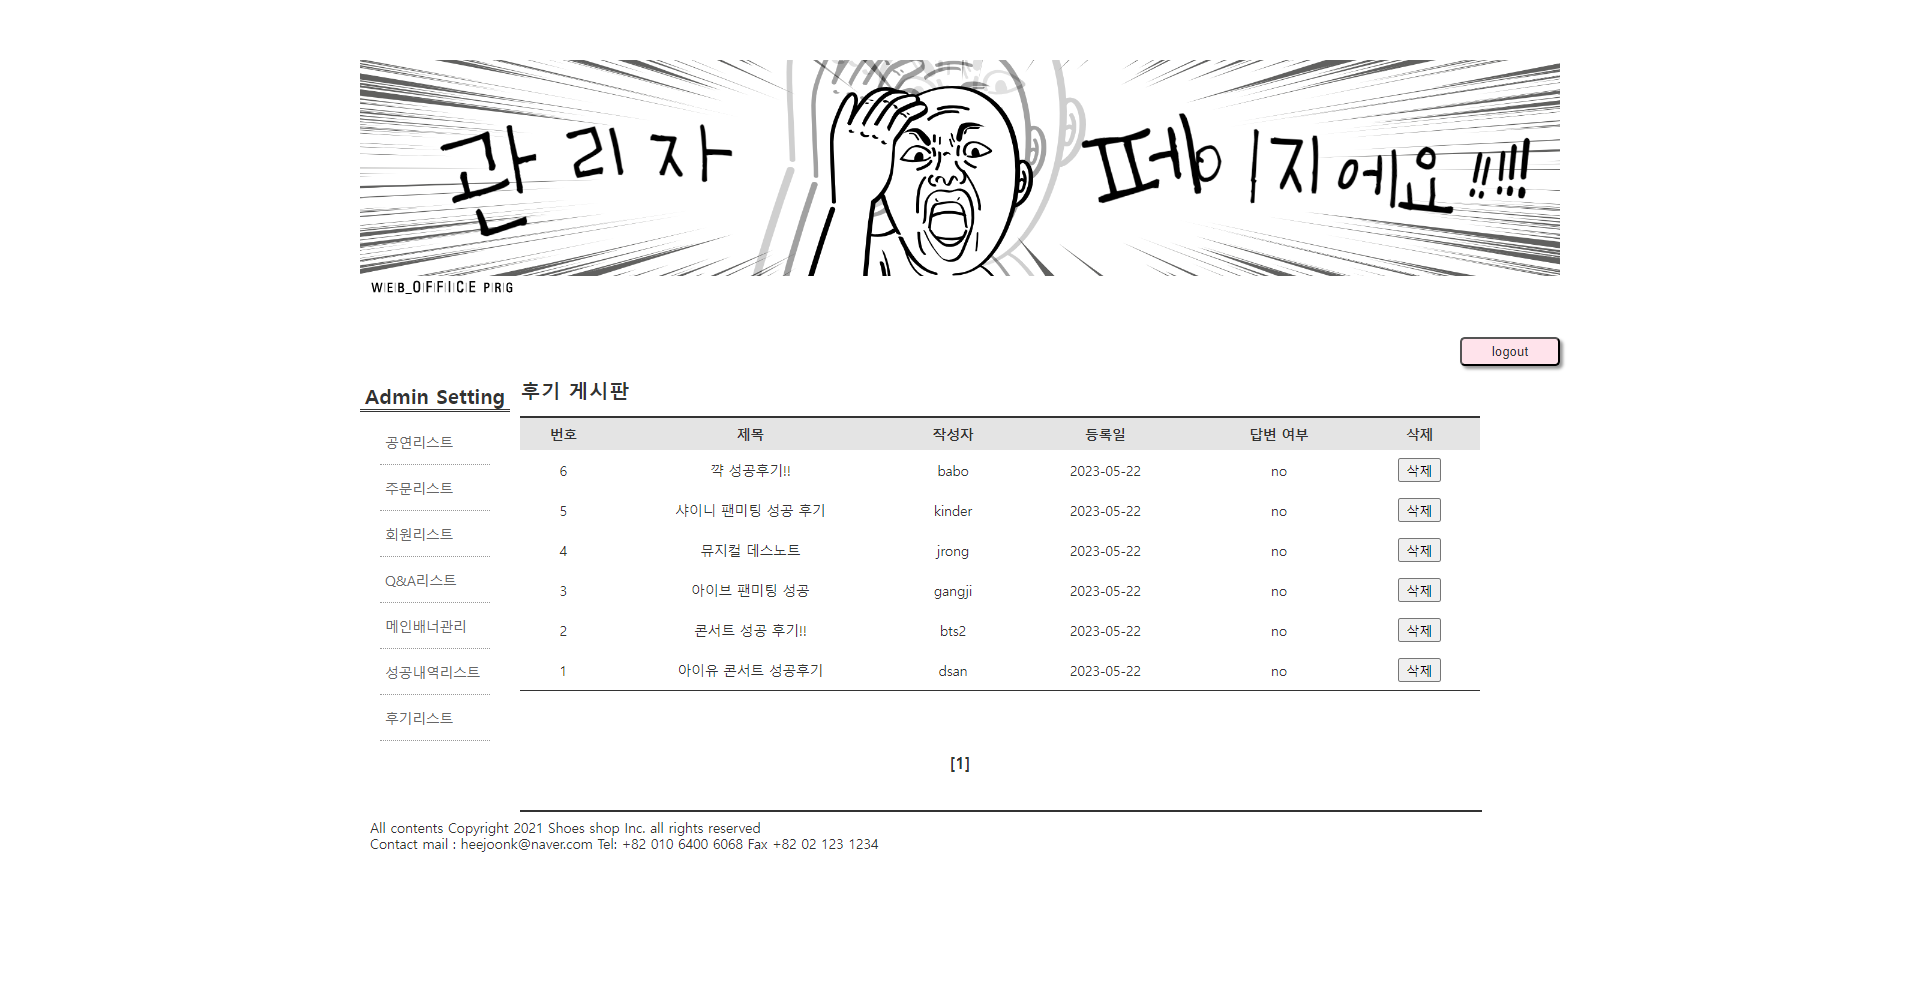 관리자 페이지에요!!!!!!
WEB_OFFICE PRG
logout
Admin Setting
공연리스트
주문리스트
회원리스트
Q&A리스트
메인배너관리
성공내역리스트
후기리스트
후기 게시판
번호 제목 작성자 등록일 답변 여부 삭제
6 꺅 성공후기!! babo 2023-05-22 no 삭제
5 샤이니 팬미팅 성공 후기 kinder 2023-05-22 no 삭제
4 뮤지컬 데스노트 jrong 2023-05-22 no 삭제
3 아이브 팬미팅 성공 gangji 2023-05-22 no 삭제
2 콘서트 성공 후기!! bts2 2023-05-22 no 삭제
1 아이유 콘서트 성공후기 dsan 2023-05-22 no 삭제
[1]
All contents Copyright 2021 Shoes shop Inc. all rights reserved
Contact mail : heejoonk@naver.com Tel: +82 010 6400 6068 Fax +82 02 123 1234